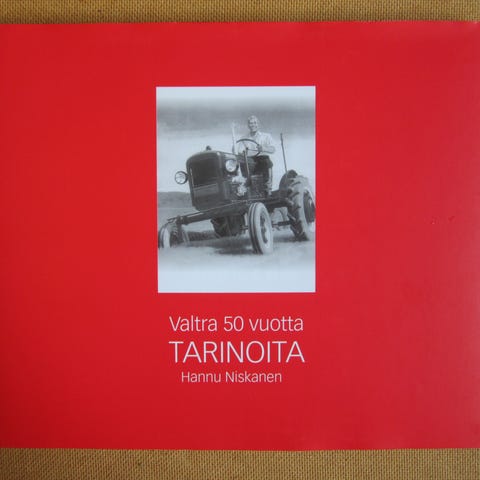 Valtra 50 vuotta
TARINOITA
Hannu Niskanen